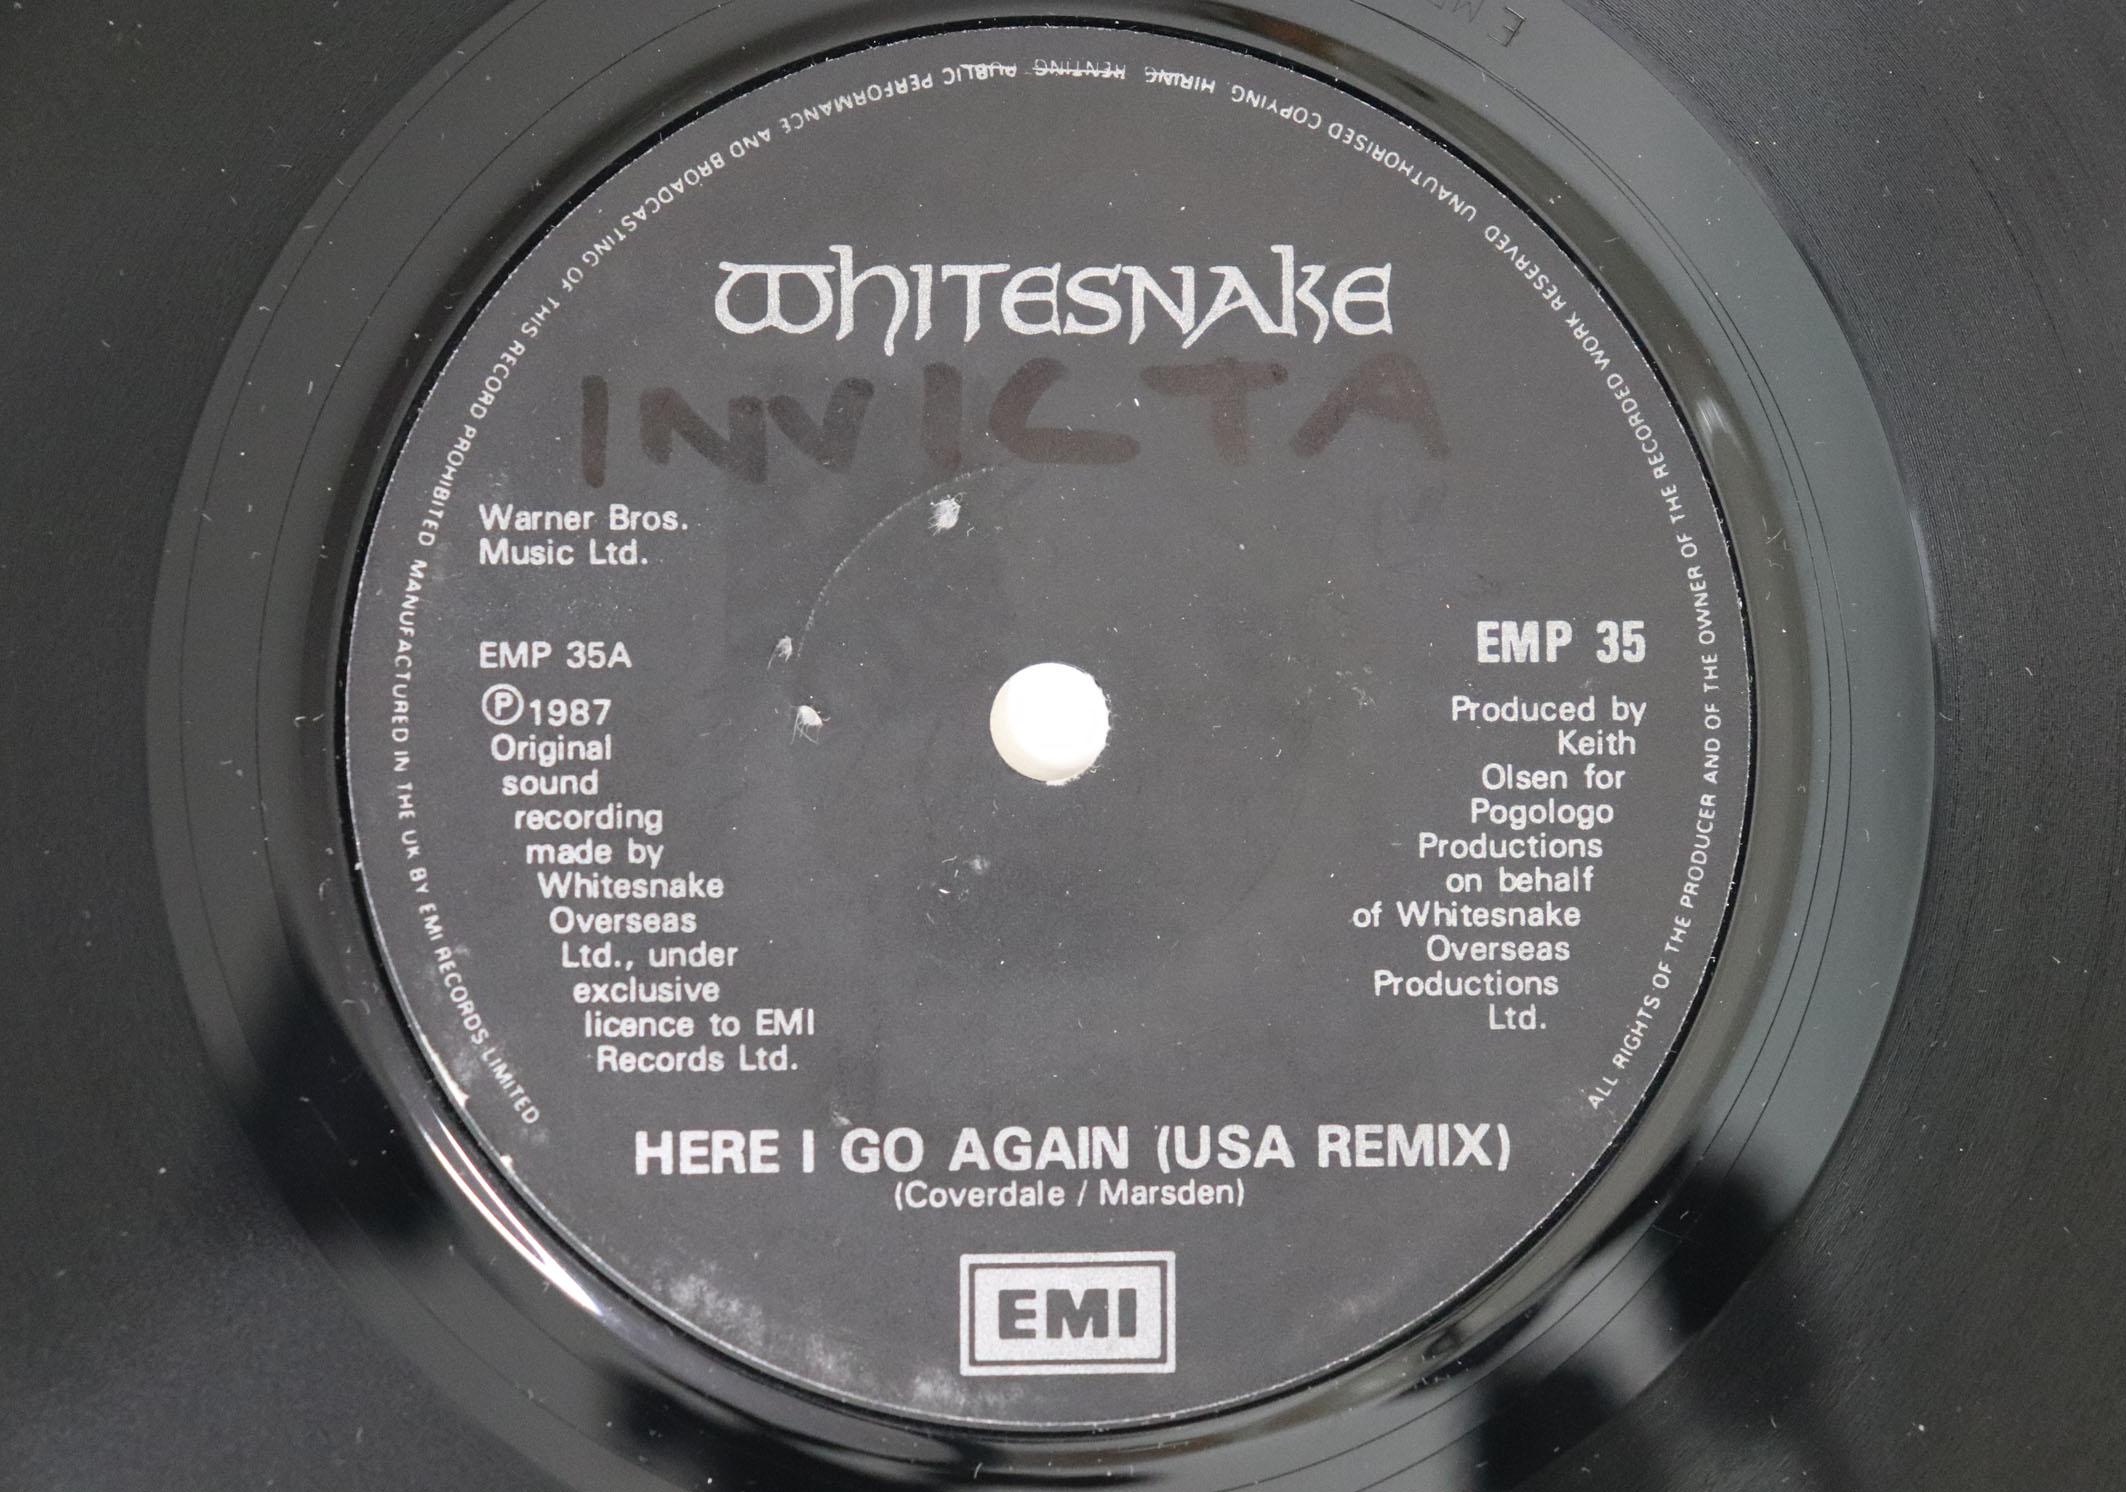 ALL RIGHTS OF THE PRODUCER AND OF THE OWNER OF THE RECORDED WORK RESERVED UNAUTHORISED COPYING. HIRING RENTING PUBLIC PERFORMANCE AND BROADCASTING OF THIS RECORD PROHIBITED MANUFACTURED IN THE UK BY EMI RECORDS LIMITED
WHITESNAKE
INVICTA
Warner Bros.
Music Ltd.
EMP 35A
℗1987
Original
sound
recording
made by
Whitesnake
Overseas
Ltd., under
exclusive
licence to EMI
Records Ltd.
EMP 35
Produced by
Keith
Olsen for
Pogologo
Productions
on behalf
of Whitesnake
Overseas
Productions
Ltd.
HERE I GO AGAIN (USA REMIX)
(Coverdale / Marsden)
EMI